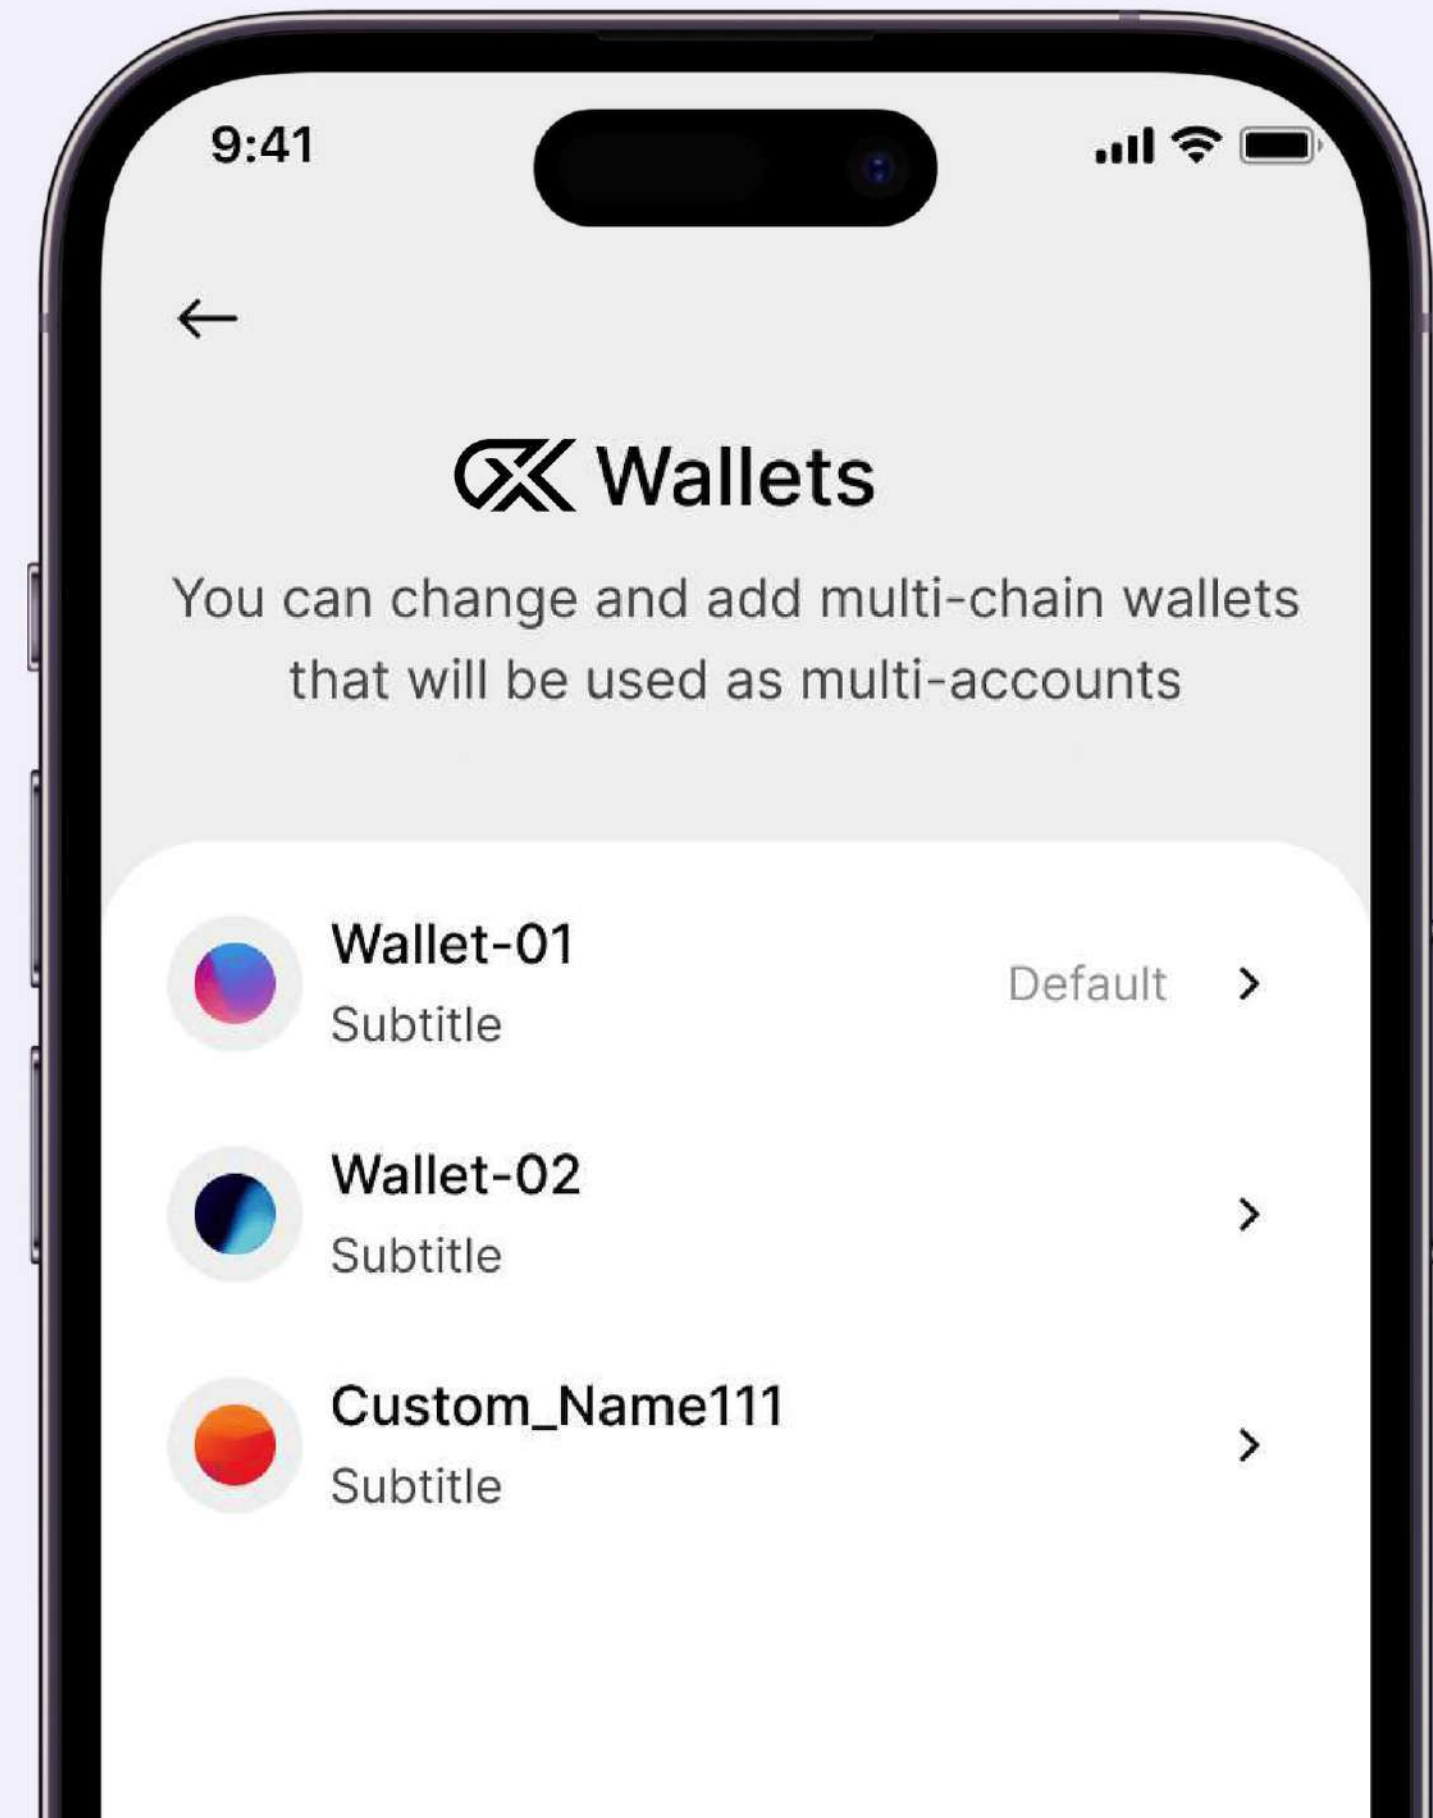 9:41
Wallets
You can change and add multi-chain wallets
that will be used as multi-accounts
Wallet-01
Subtitle
Default
Wallet-02
Subtitle
Custom_Name111
Subtitle